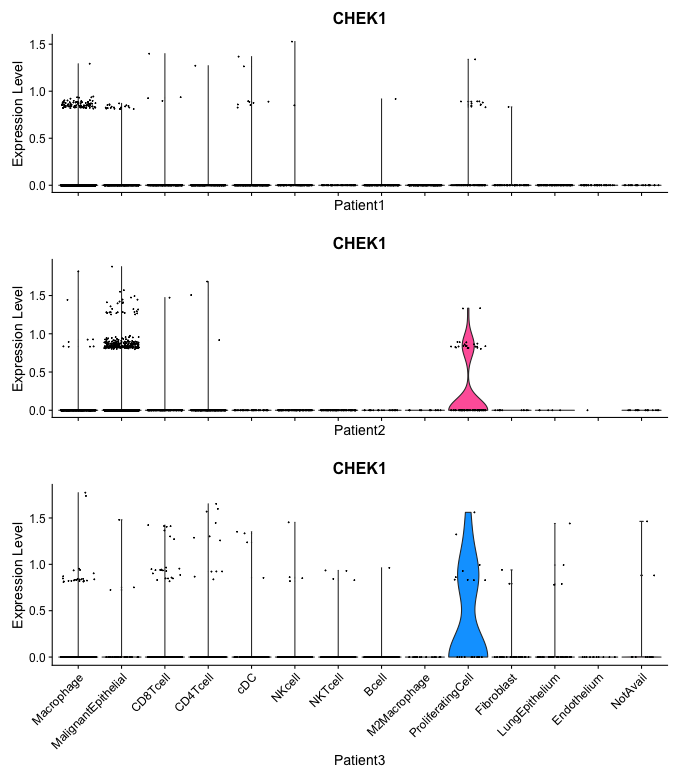 CHEK1
Expression Level
1.5
1.0
0.5
0.0
Patient1
CHEK1
Expression Level
1.5
1.0
0.5
0.0
Patient2
CHEK1
Expression Level
1.5
1.0
0.5
0.0
Macrophage
MalignantEpithelial
CD8Tcell
CD4Tcell
cDC
NKcell
NKTcell
Bcell
M2Macrophage
ProliferatingCell
Fibroblast
LungEpithelium
Endothelium
NotAvail
Patient3